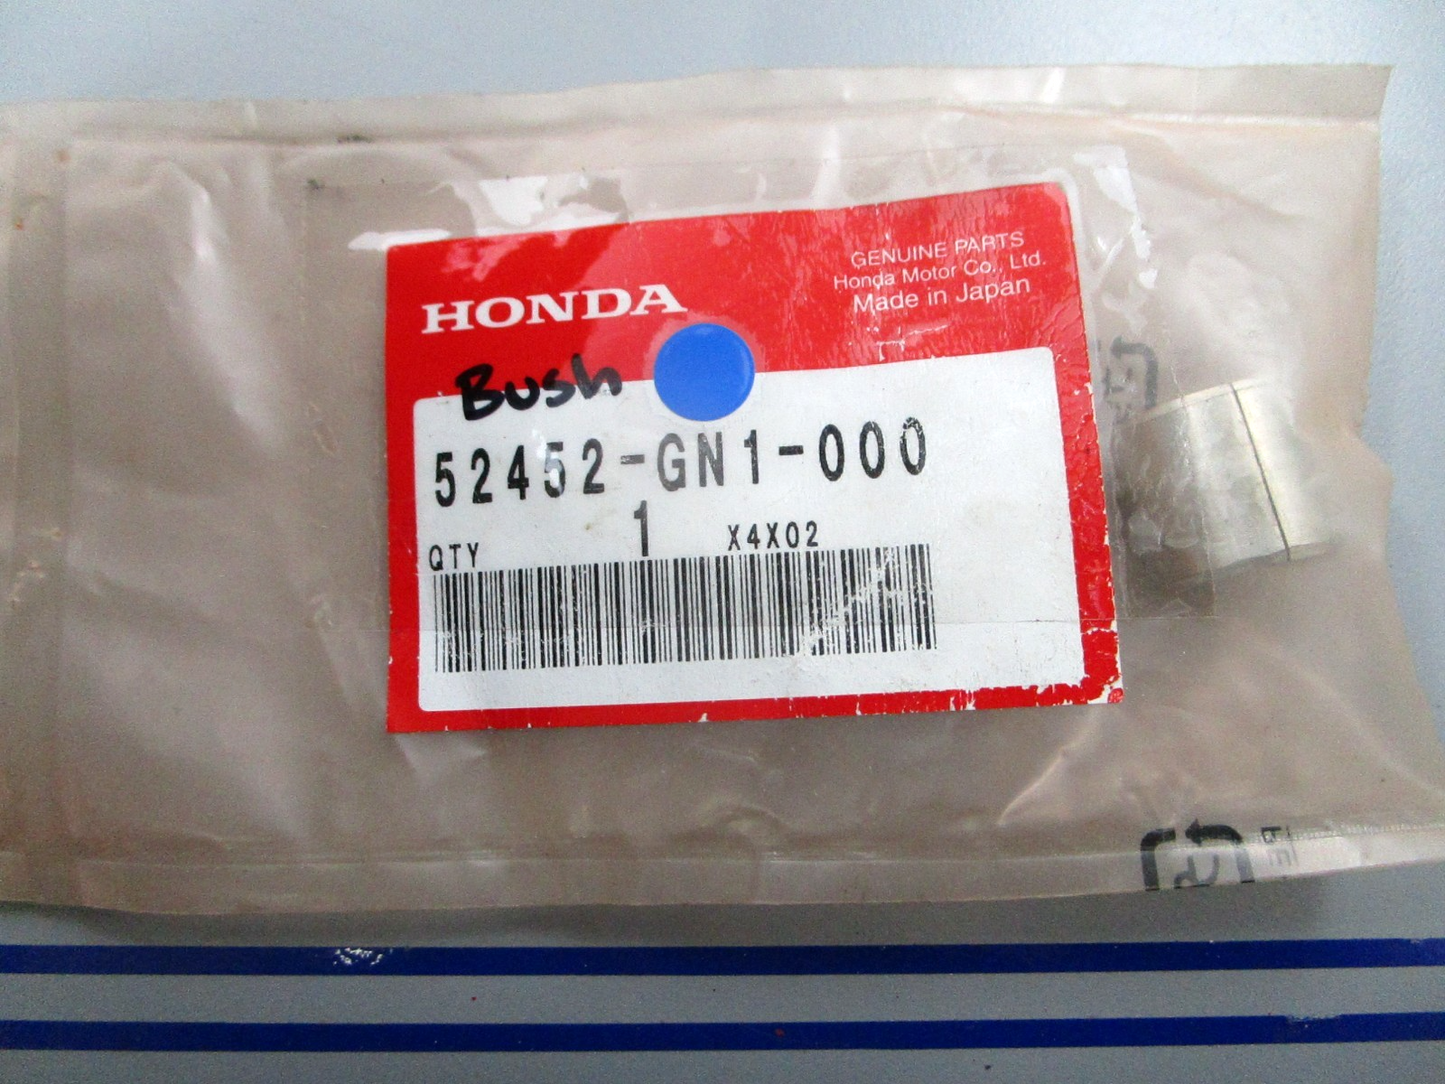 HONDA
GENUINE PARTS
Honda Motor Co., Ltd.
Made in Japan
Bush
52452-GN1-000
QTY 1 X4X02